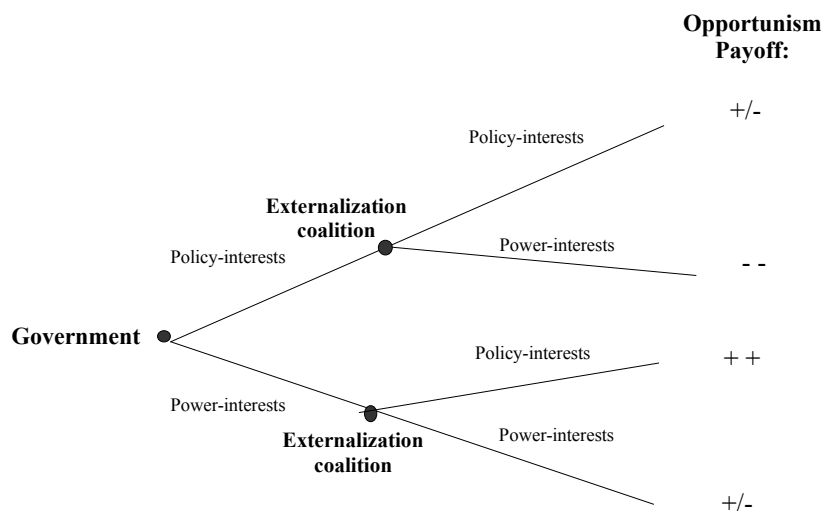 Opportunism
Payoff:
+/-
Policy-interests
Externalization
coalition
Power-interests
Policy-interests
- -
Government
Policy-interests
+ +
Power-interests
Externalization
coalition
Power-interests
+/-